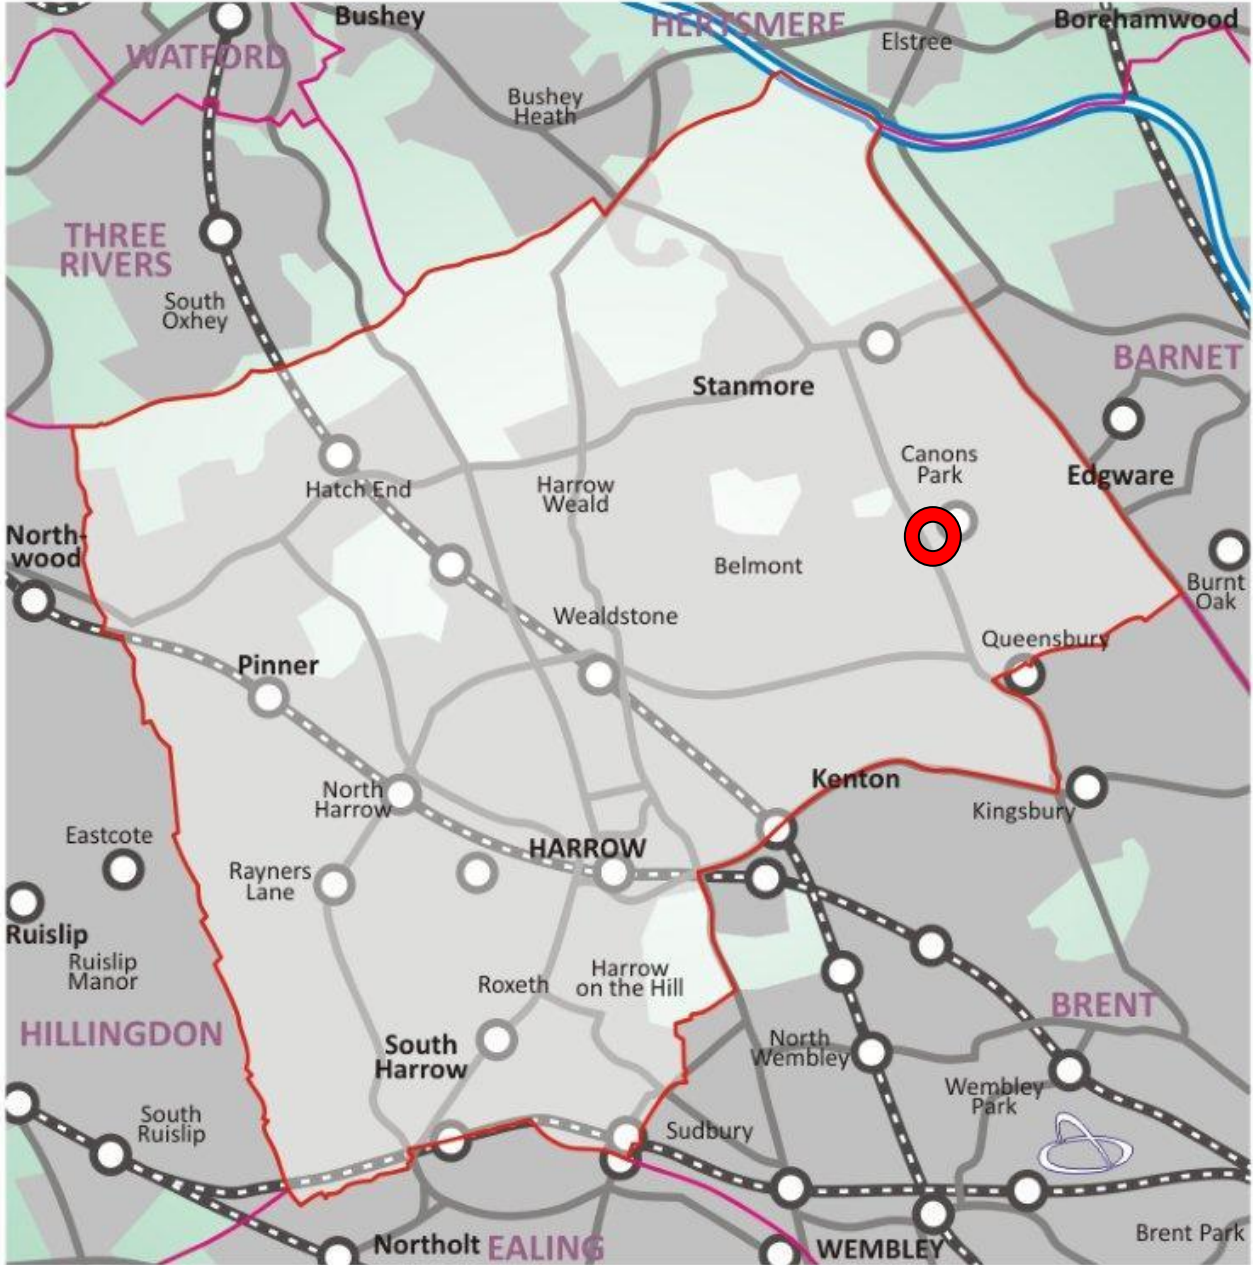 Bushey
HERTSMERE
Borehamwood
WATFORD
Elstree
Bushey
Heath
THREE
RIVERS
South
Oxhey
BARNET
Stanmore
Canons
Park
Edgware
Hatch End
Harrow
Weald
North-
wood
Belmont
Burnt
Oak
Wealdstone
Queensbury
Pinner
Kenton
North
Harrow
Kingsbury
Eastcote
HARROW
Rayners
Lane
Ruislip
Ruislip
Manor
Roxeth
Harrow
on the Hill
BRENT
HILLINGDON
South
Harrow
North
Wembley
Wembley
Park
South
Ruislip
Sudbury
Northolt
EALING
WEMBLEY
Brent Park